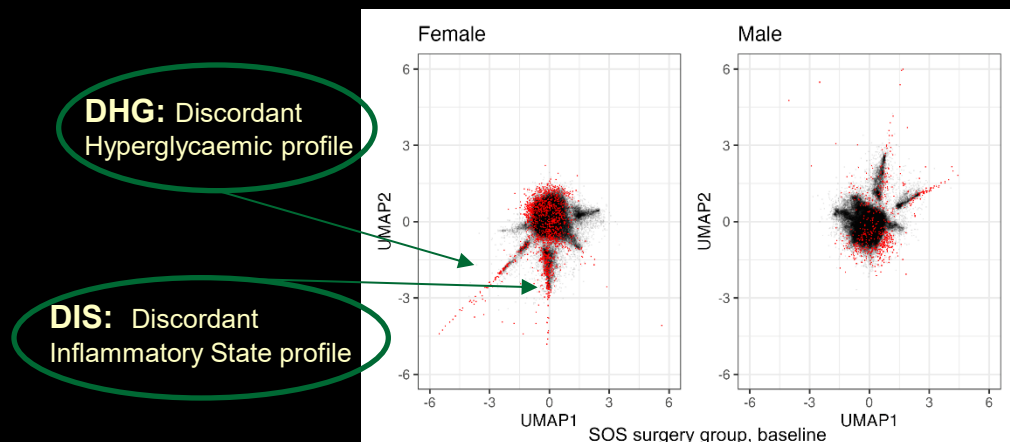 DHG: Discordant
Hyperglycaemic profile
DIS: Discordant
Inflammatory State profile
Female
Male
UMAP2
6
3
0
-3
-6
-6
-3
0
3
6
UMAP1
UMAP2
6
3
0
-3
-6
-6
-3
0
3
6
UMAP1
SOS surgery group, baseline